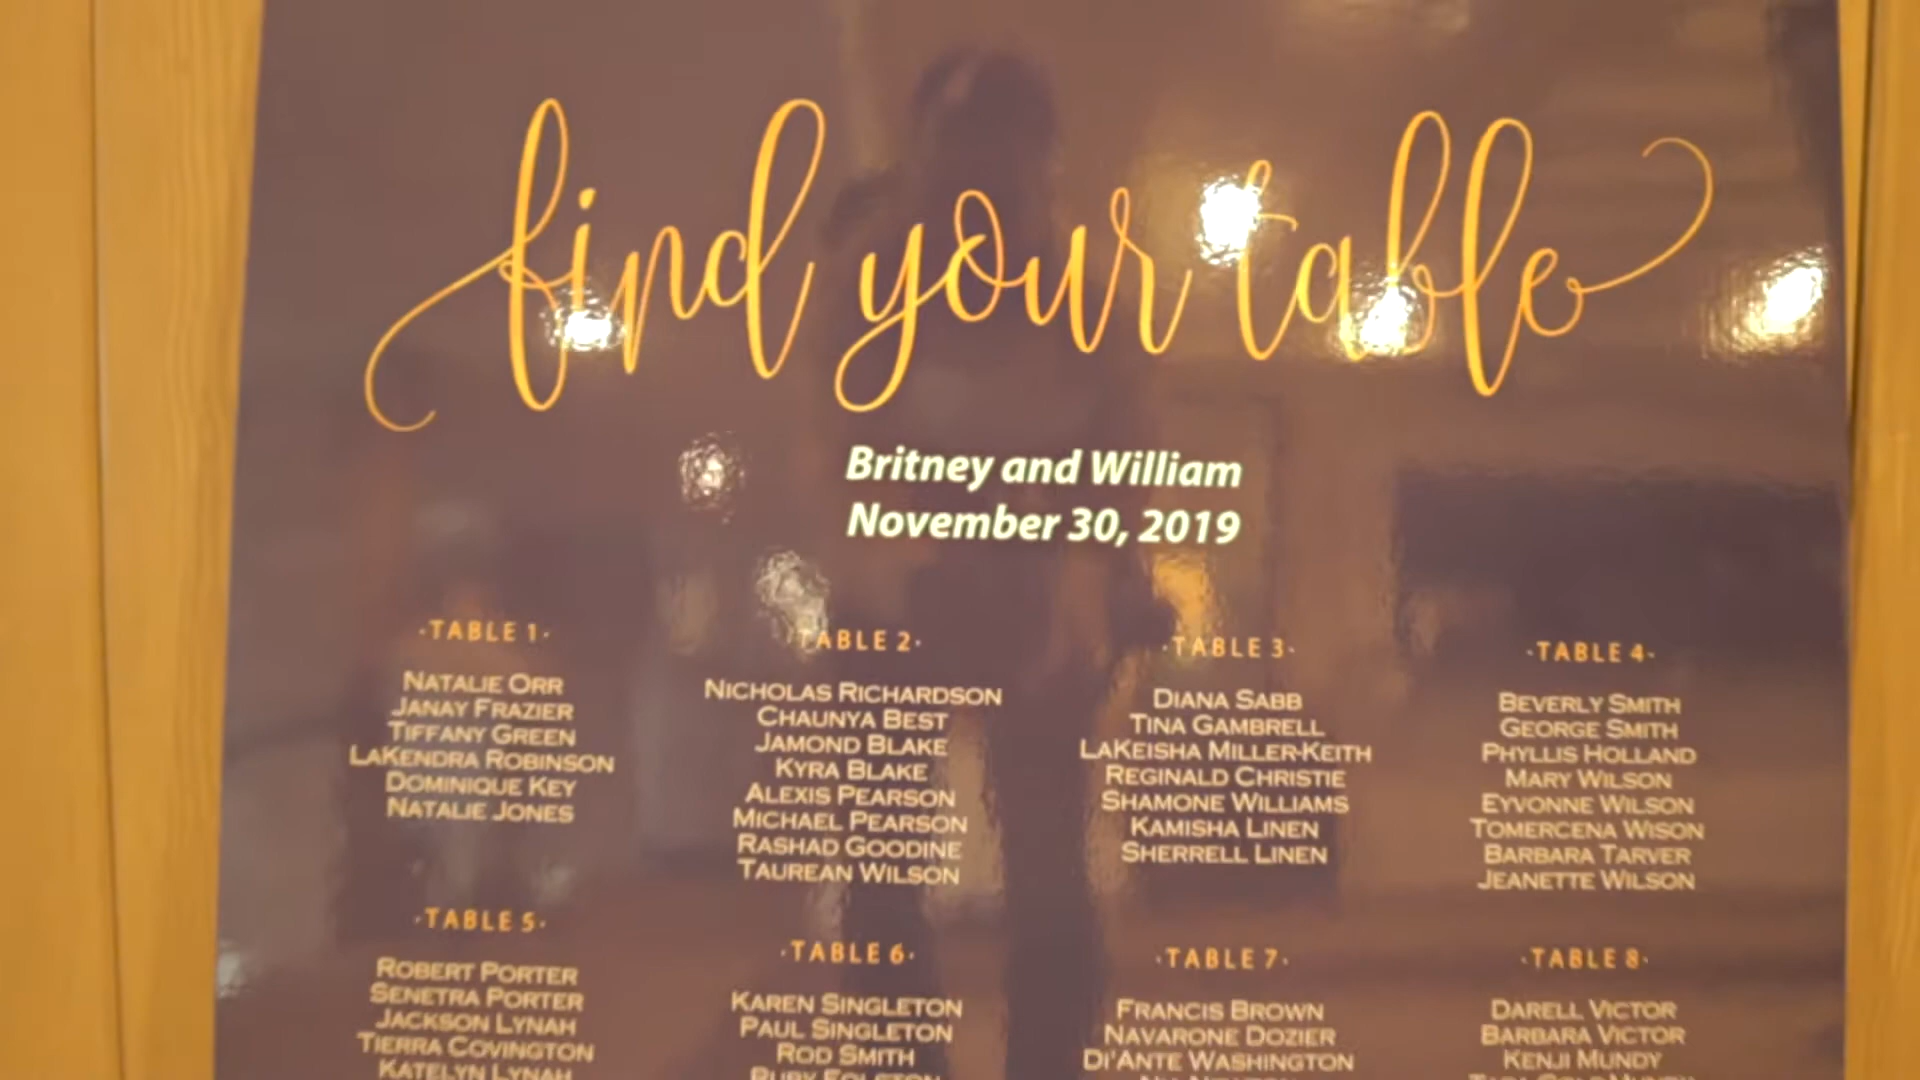 find your table
Britney and William
November 30, 2019
·TABLE 1·
NATALIE ORR
JANAY FRAZIER
TIFFANY GREEN
LAKENDRA ROBINSON
DOMINIQUE KEY
NATALIE JONES
TABLE 2·
NICHOLAS RICHARDSON
CHAUNYA BEST
JAMOND BLAKE
KYRA BLAKE
ALEXIS PEARSON
MICHAEL PEARSON
RASHAD GOODINE
TAUREAN WILSON
·TABLE 3·
DIANA SABB
TINA GAMBRELL
LAKEISHA MILLER-KEITH
REGINALD CHRISTIE
SHAMONE WILLIAMS
KAMISHA LINEN
SHERRELL LINEN
·TABLE 4·
BEVERLY SMITH
GEORGE SMITH
PHYLLIS HOLLAND
MARY WILSON
EYVONNE WILSON
TOMERCENA WISON
BARBARA TARVER
JEANETTE WILSON
·TABLE 5·
ROBERT PORTER
SENETRA PORTER
JACKSON LYNAH
TIERRA COVINGTON
KATELYN LYNAH
·TABLE 6·
KAREN SINGLETON
PAUL SINGLETON
ROD SMITH
·TABLE 7·
FRANCIS BROWN
NAVARONE DOZIER
DI'ANTE WASHINGTON
·TABLE 8·
DARELL VICTOR
BARBARA VICTOR
KENJI MUNDY